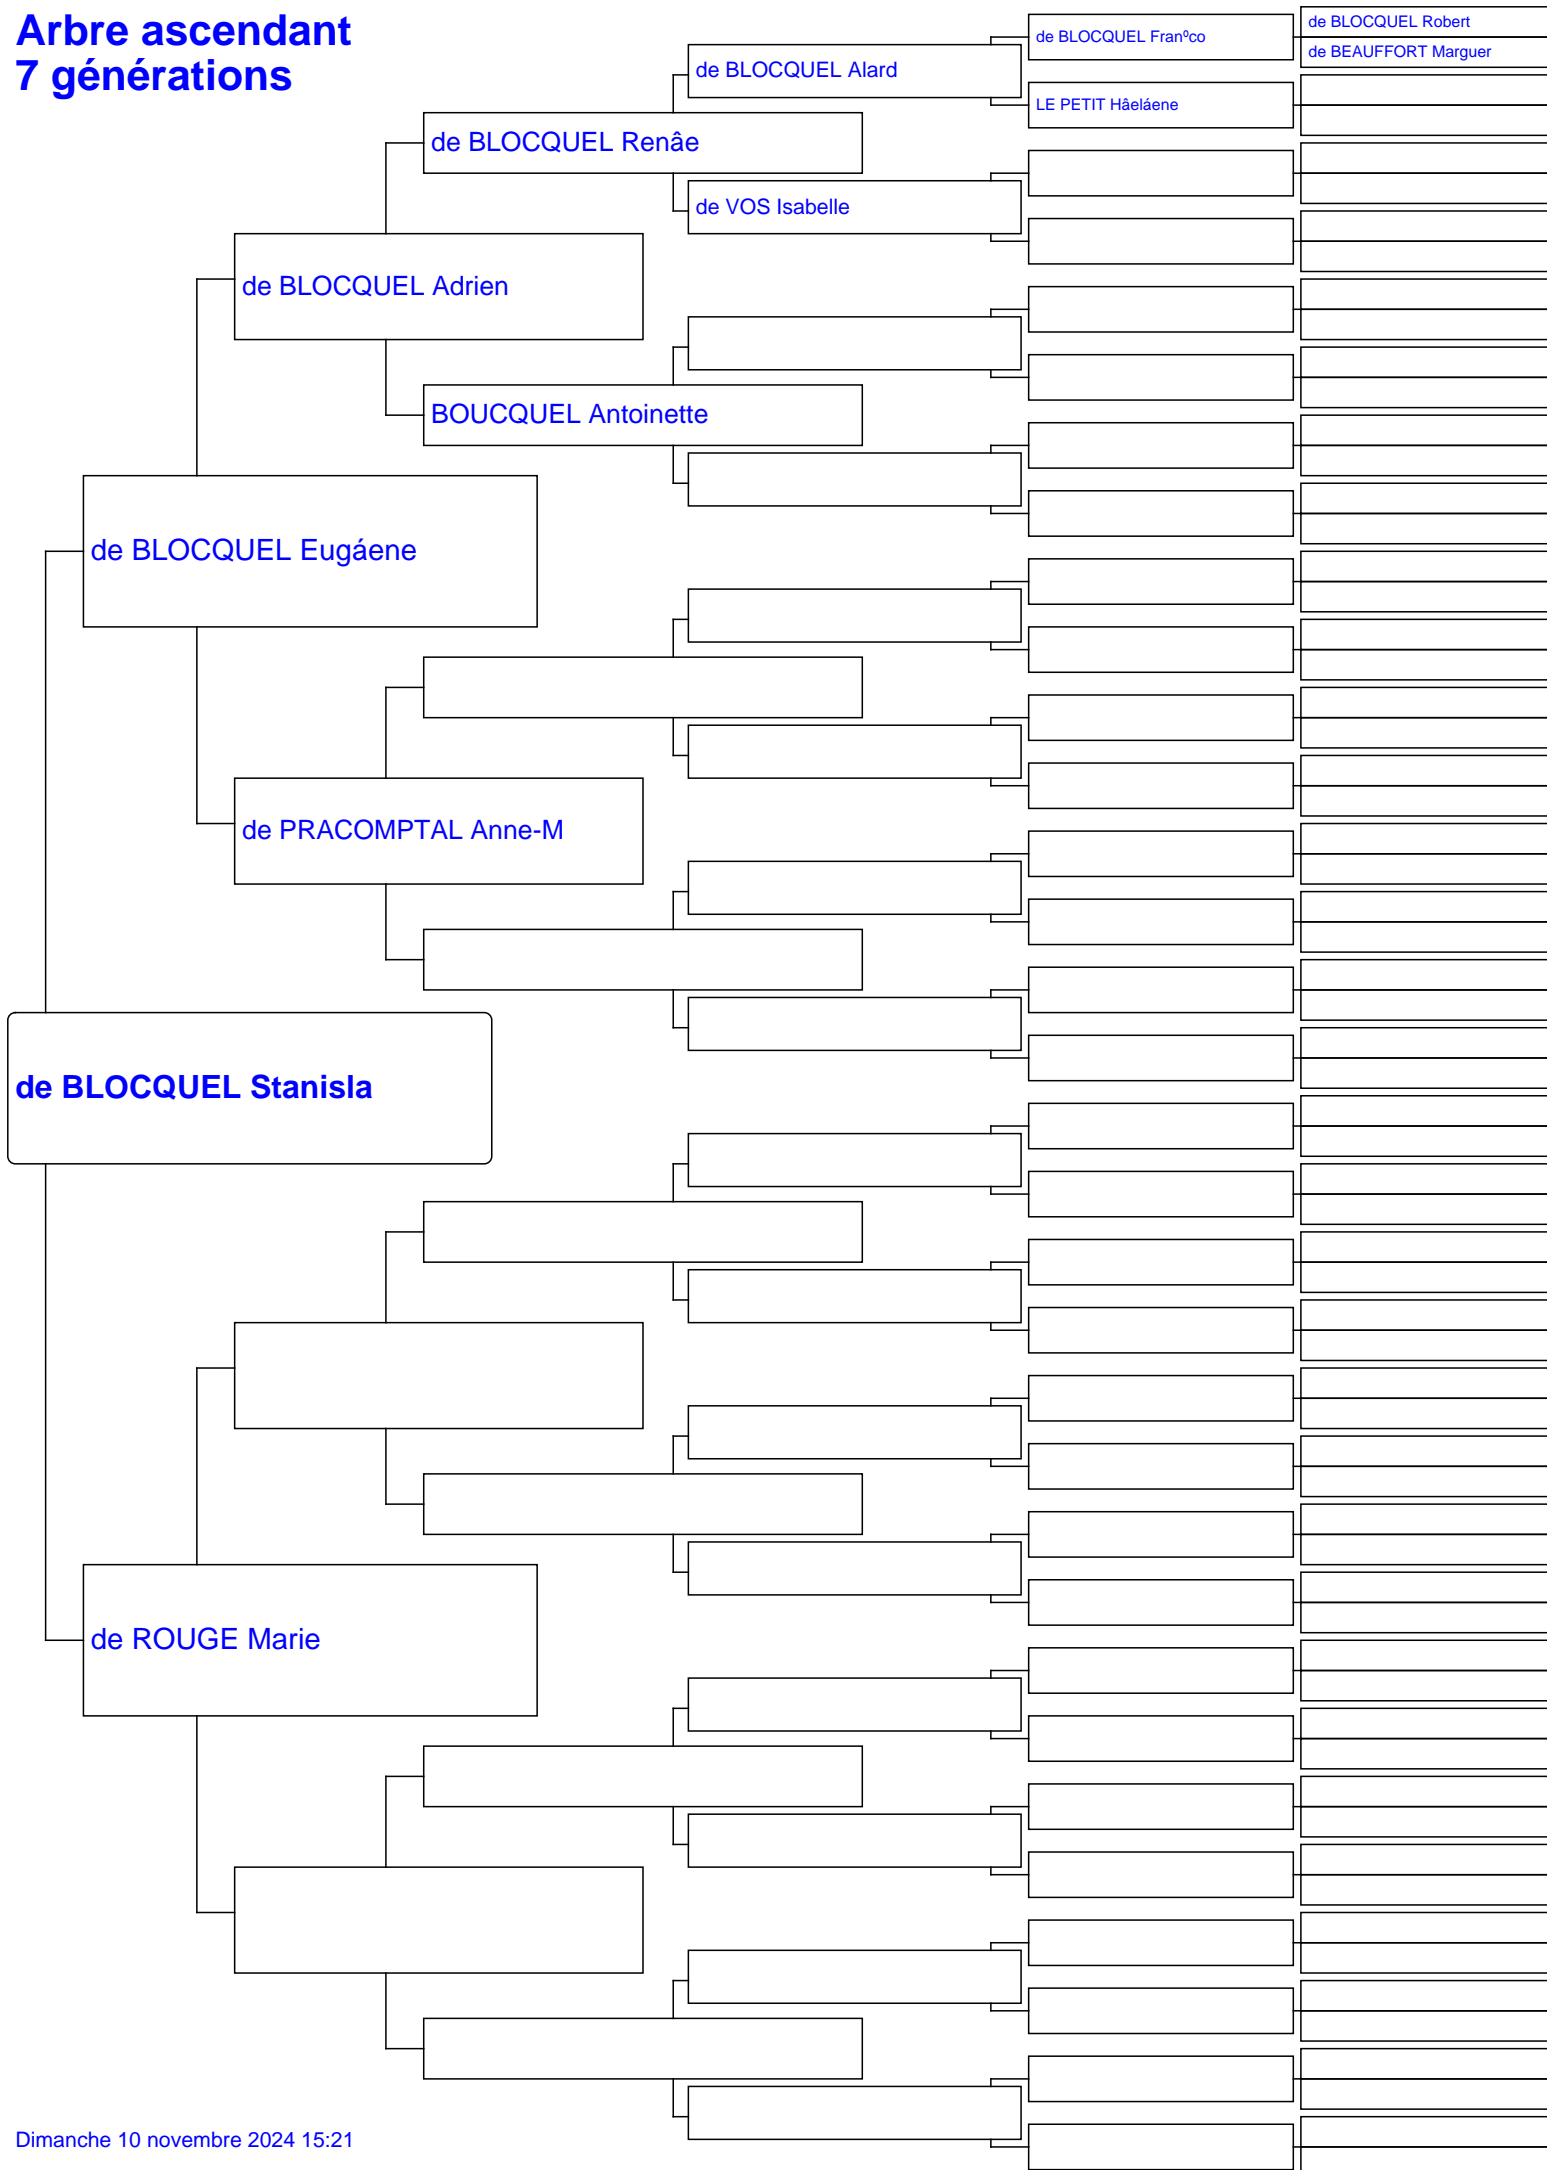 Arbre ascendant
7 générations
de BLOCQUEL Robert
de BLOCQUEL Franºco
de BEAUFFORT Marguer
de BLOCQUEL Alard
LE PETIT Hâeláene
de BLOCQUEL Renâe
de VOS Isabelle
de BLOCQUEL Adrien
BOUCQUEL Antoinette
de BLOCQUEL Eugáene
de PRACOMPTAL Anne-M
de BLOCQUEL Stanisla
de ROUGE Marie
Dimanche 10 novembre 2024 15:21